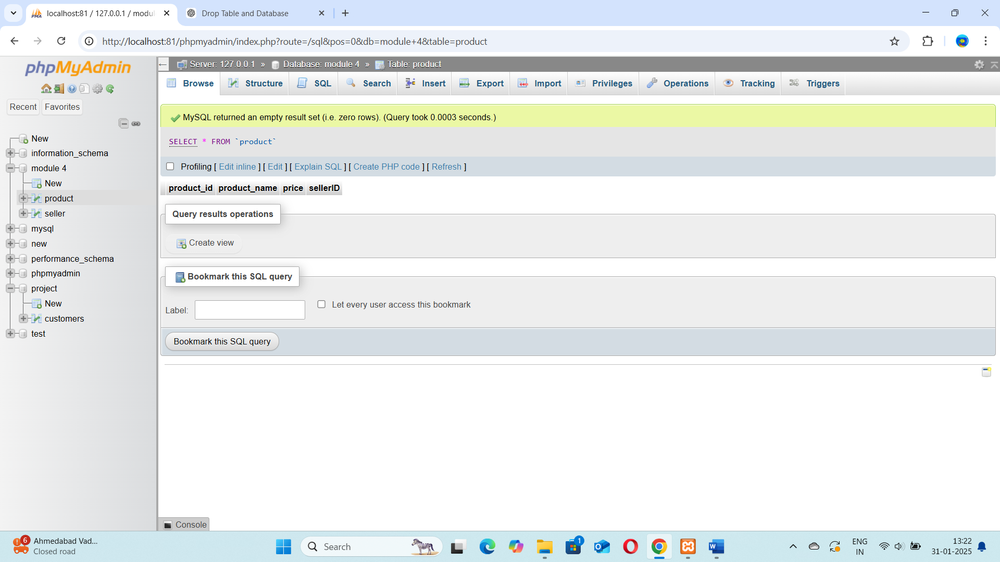 localhost:81 / 127.0.0.1 / modul
Drop Table and Database
http://localhost:81/phpmyadmin/index.php?route=/sql&pos=0&db=module+4&table=product
phpMyAdmin
Recent
Favorites
New
information_schema
module 4
New
product
seller
mysql
new
performance_schema
phpmyadmin
project
New
customers
test
Server: 127.0.0.1 » Database: module 4 » Table: product
Browse Structure SQL Search Insert Export Import Privileges Operations Tracking Triggers
MySQL returned an empty result set (i.e. zero rows). (Query took 0.0003 seconds.)
SELECT * FROM `product`
Profiling [ Edit inline ] [ Edit ] [ Explain SQL ] [ Create PHP code ] [ Refresh ]
product_id product_name price sellerID
Query results operations
Create view
Bookmark this SQL query
Label:
Let every user access this bookmark
Bookmark this SQL query
Console
6
Ahmedabad Vad...
Closed road
Search
1
ENG
IN
13:22
31-01-2025